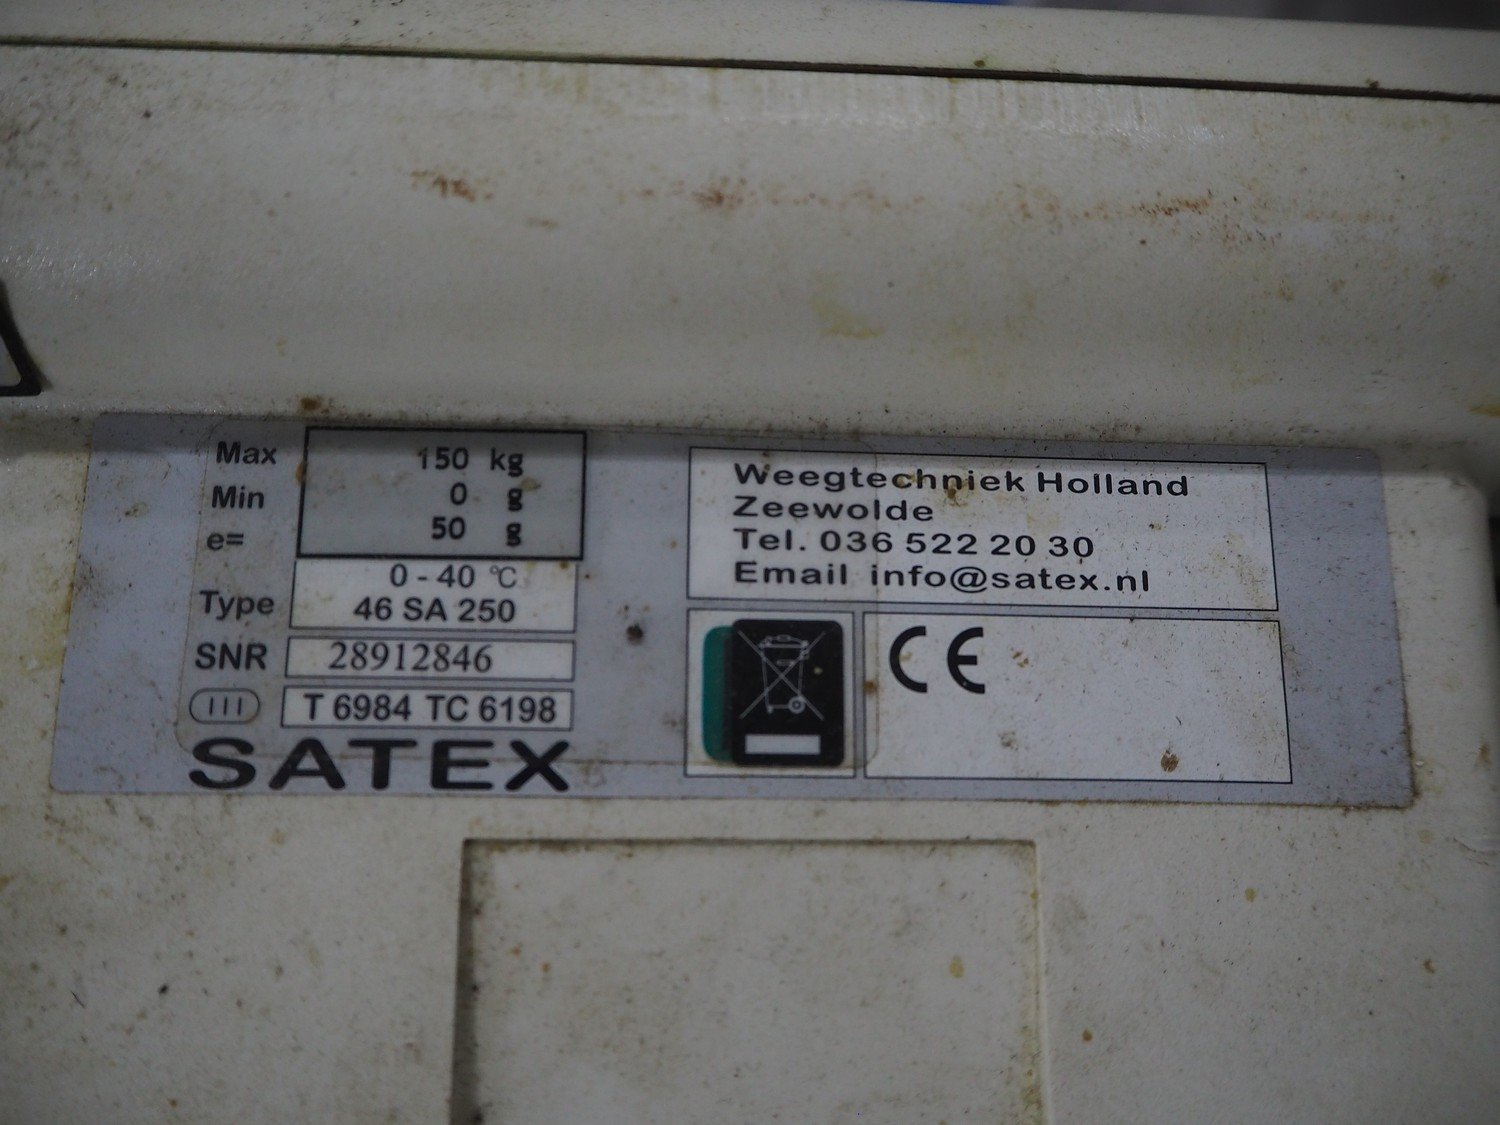 Max 150 kg
Min 0 g
e= 50 g
0 - 40 °C
Type 46 SA 250
SNR 28912846
III T 6984 TC 6198
SATEX
Weegtechniek Holland
Zeewolde
Tel. 036 522 20 30
Email info@satex.nl
CE